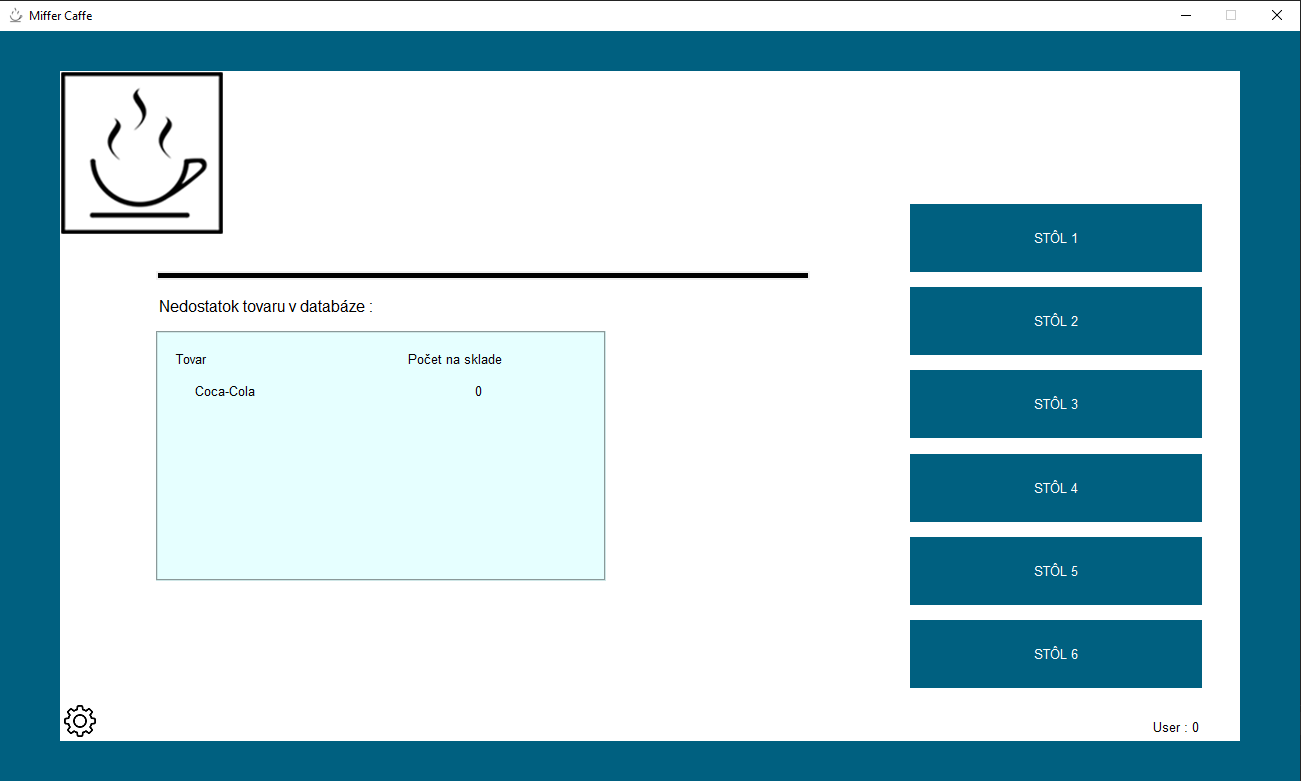 Miffer Caffe
Nedostatok tovaru v databáze :
Tovar Počet na sklade
Coca-Cola 0
STÔL 1
STÔL 2
STÔL 3
STÔL 4
STÔL 5
STÔL 6
User : 0